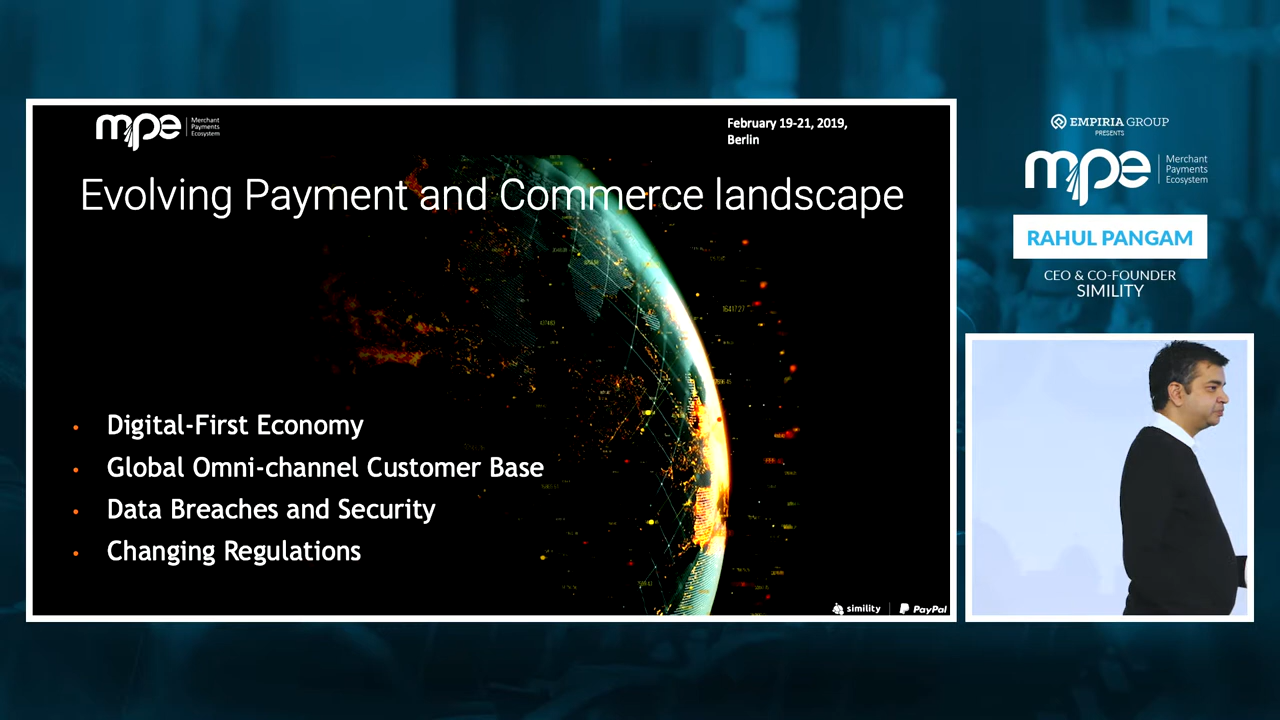 mpe
Merchant
Payments
Ecosystem
February 19-21, 2019,
Berlin
Evolving Payment and Commerce landscape
• Digital-First Economy
• Global Omni-channel Customer Base
• Data Breaches and Security
• Changing Regulations
simility
PayPal
EMPIRIA GROUP
PRESENTS
mpe
Merchant
Payments
Ecosystem
RAHUL PANGAM
CEO & CO-FOUNDER
SIMILITY